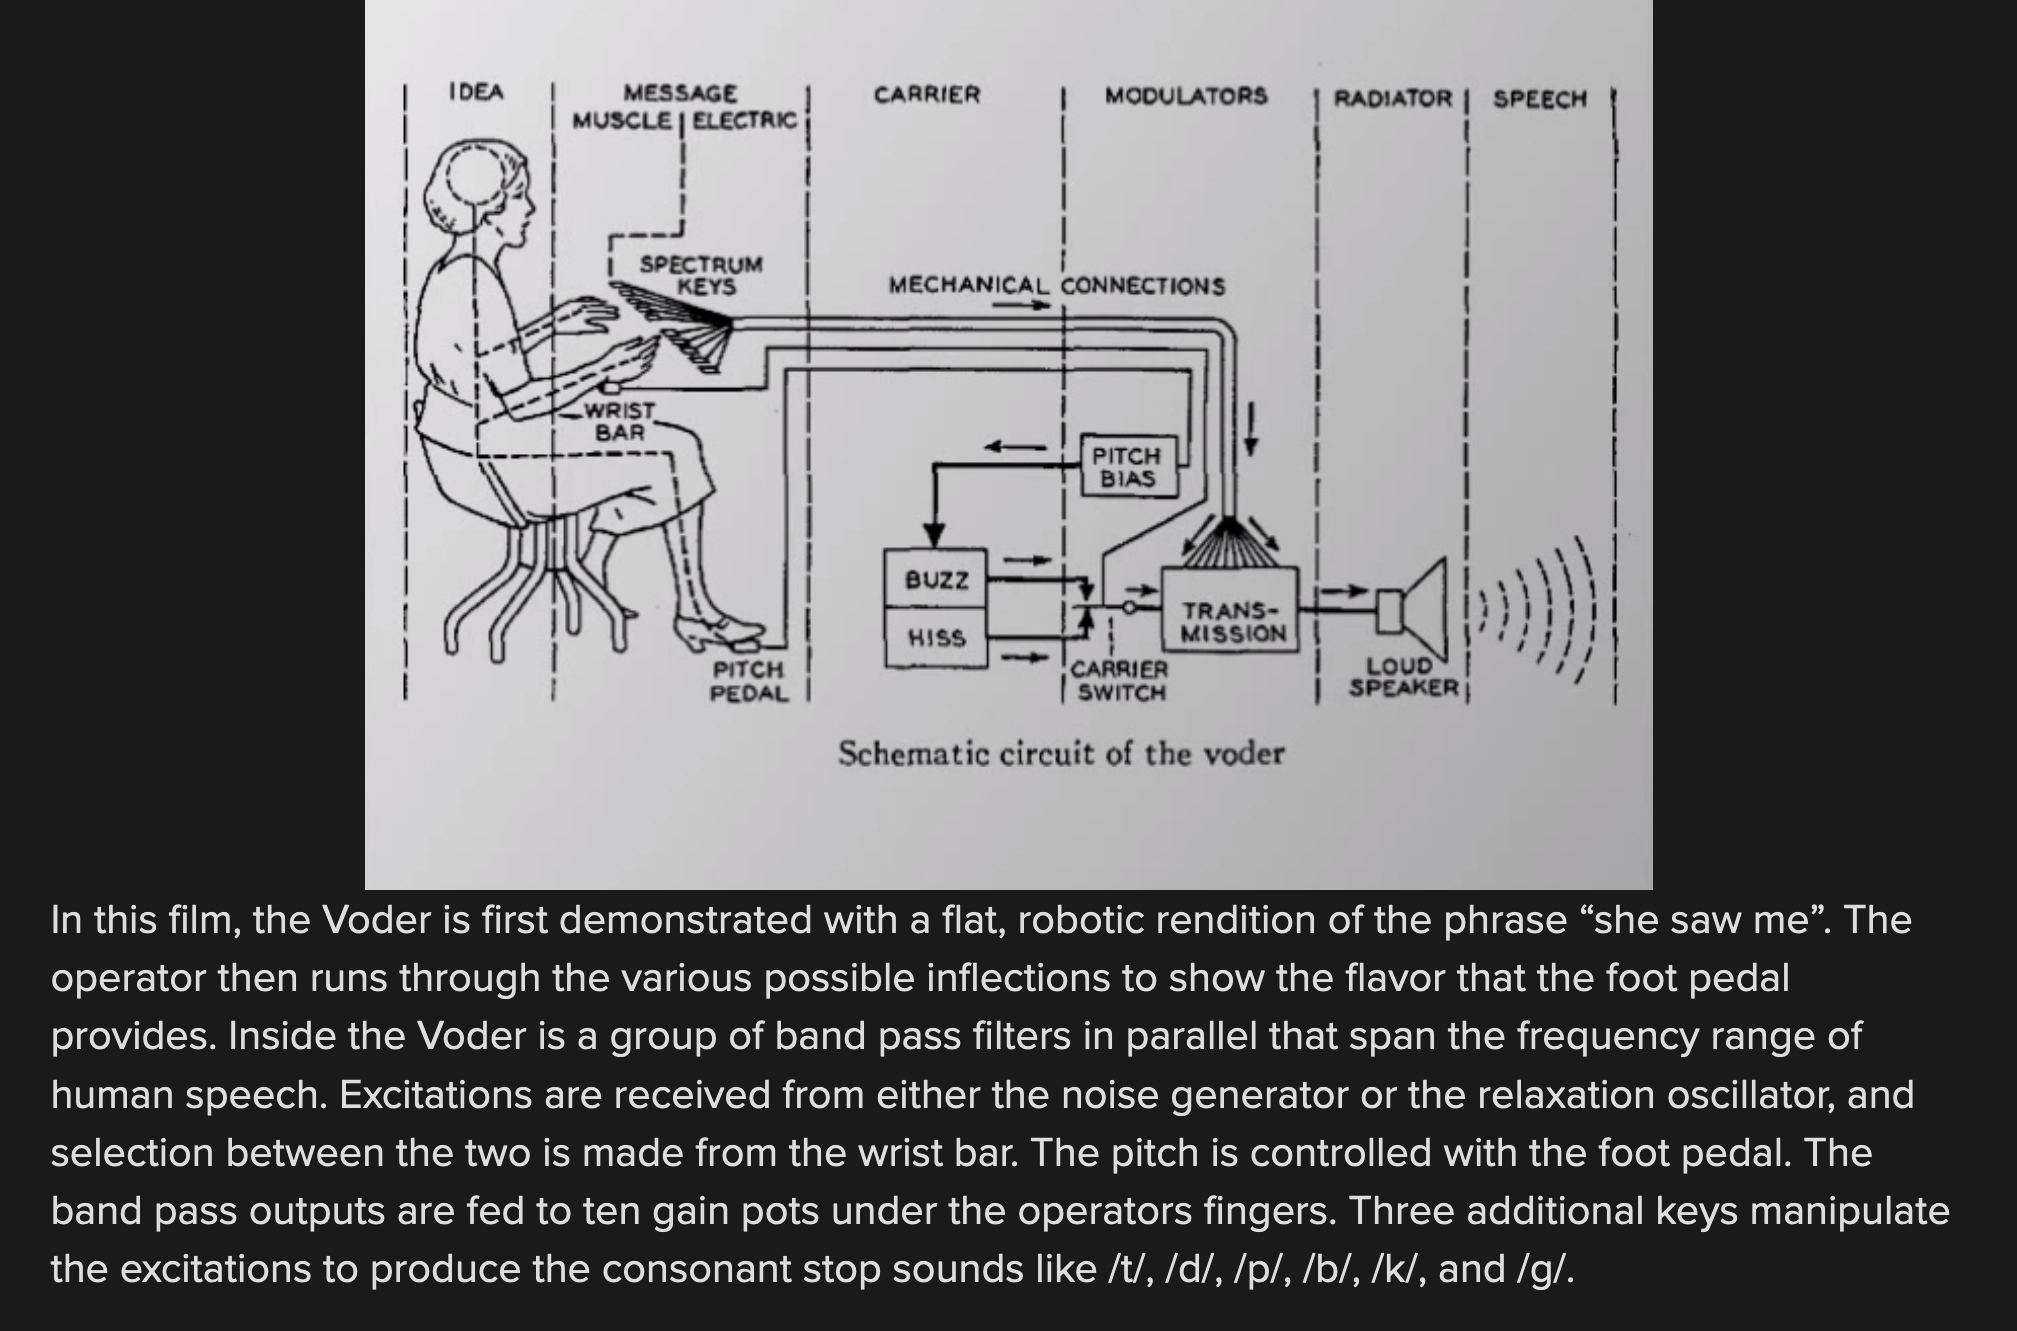 IDEA
MESSAGE
MUSCLE | ELECTRIC
CARRIER
MODULATORS
RADIATOR
SPEECH
SPECTRUM
KEYS
MECHANICAL CONNECTIONS
WRIST
BAR
PITCH
BIAS
BUZZ
HISS
TRANS-
MISSION
CARRIER
SWITCH
LOUD
SPEAKER
PITCH
PEDAL
Schematic circuit of the voder
In this film, the Voder is first demonstrated with a flat, robotic rendition of the phrase “she saw me”. The
operator then runs through the various possible inflections to show the flavor that the foot pedal
provides. Inside the Voder is a group of band pass filters in parallel that span the frequency range of
human speech. Excitations are received from either the noise generator or the relaxation oscillator, and
selection between the two is made from the wrist bar. The pitch is controlled with the foot pedal. The
band pass outputs are fed to ten gain pots under the operators fingers. Three additional keys manipulate
the excitations to produce the consonant stop sounds like /t/, /d/, /p/, /b/, /k/, and /g/.